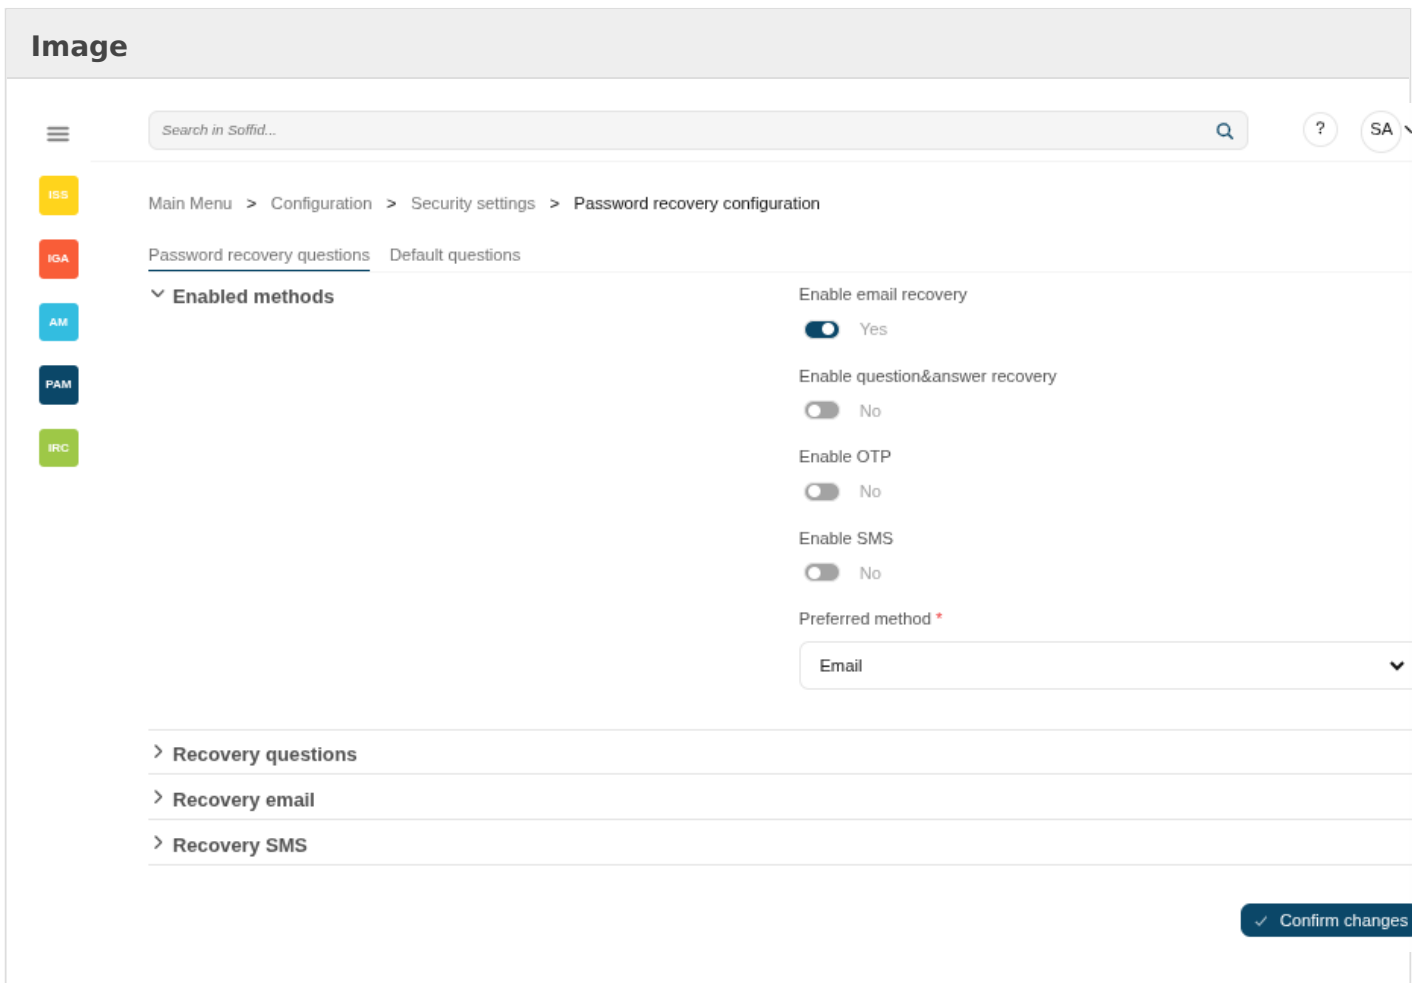 Image
Search in Soffid...
?
SA
ISS
IGA
AM
PAM
IRC
Main Menu > Configuration > Security settings > Password recovery configuration
Password recovery questions Default questions
Enabled methods
Enable email recovery
Yes
Enable question&answer recovery
No
Enable OTP
No
Enable SMS
No
Preferred method *
Email
Recovery questions
Recovery email
Recovery SMS
Confirm changes